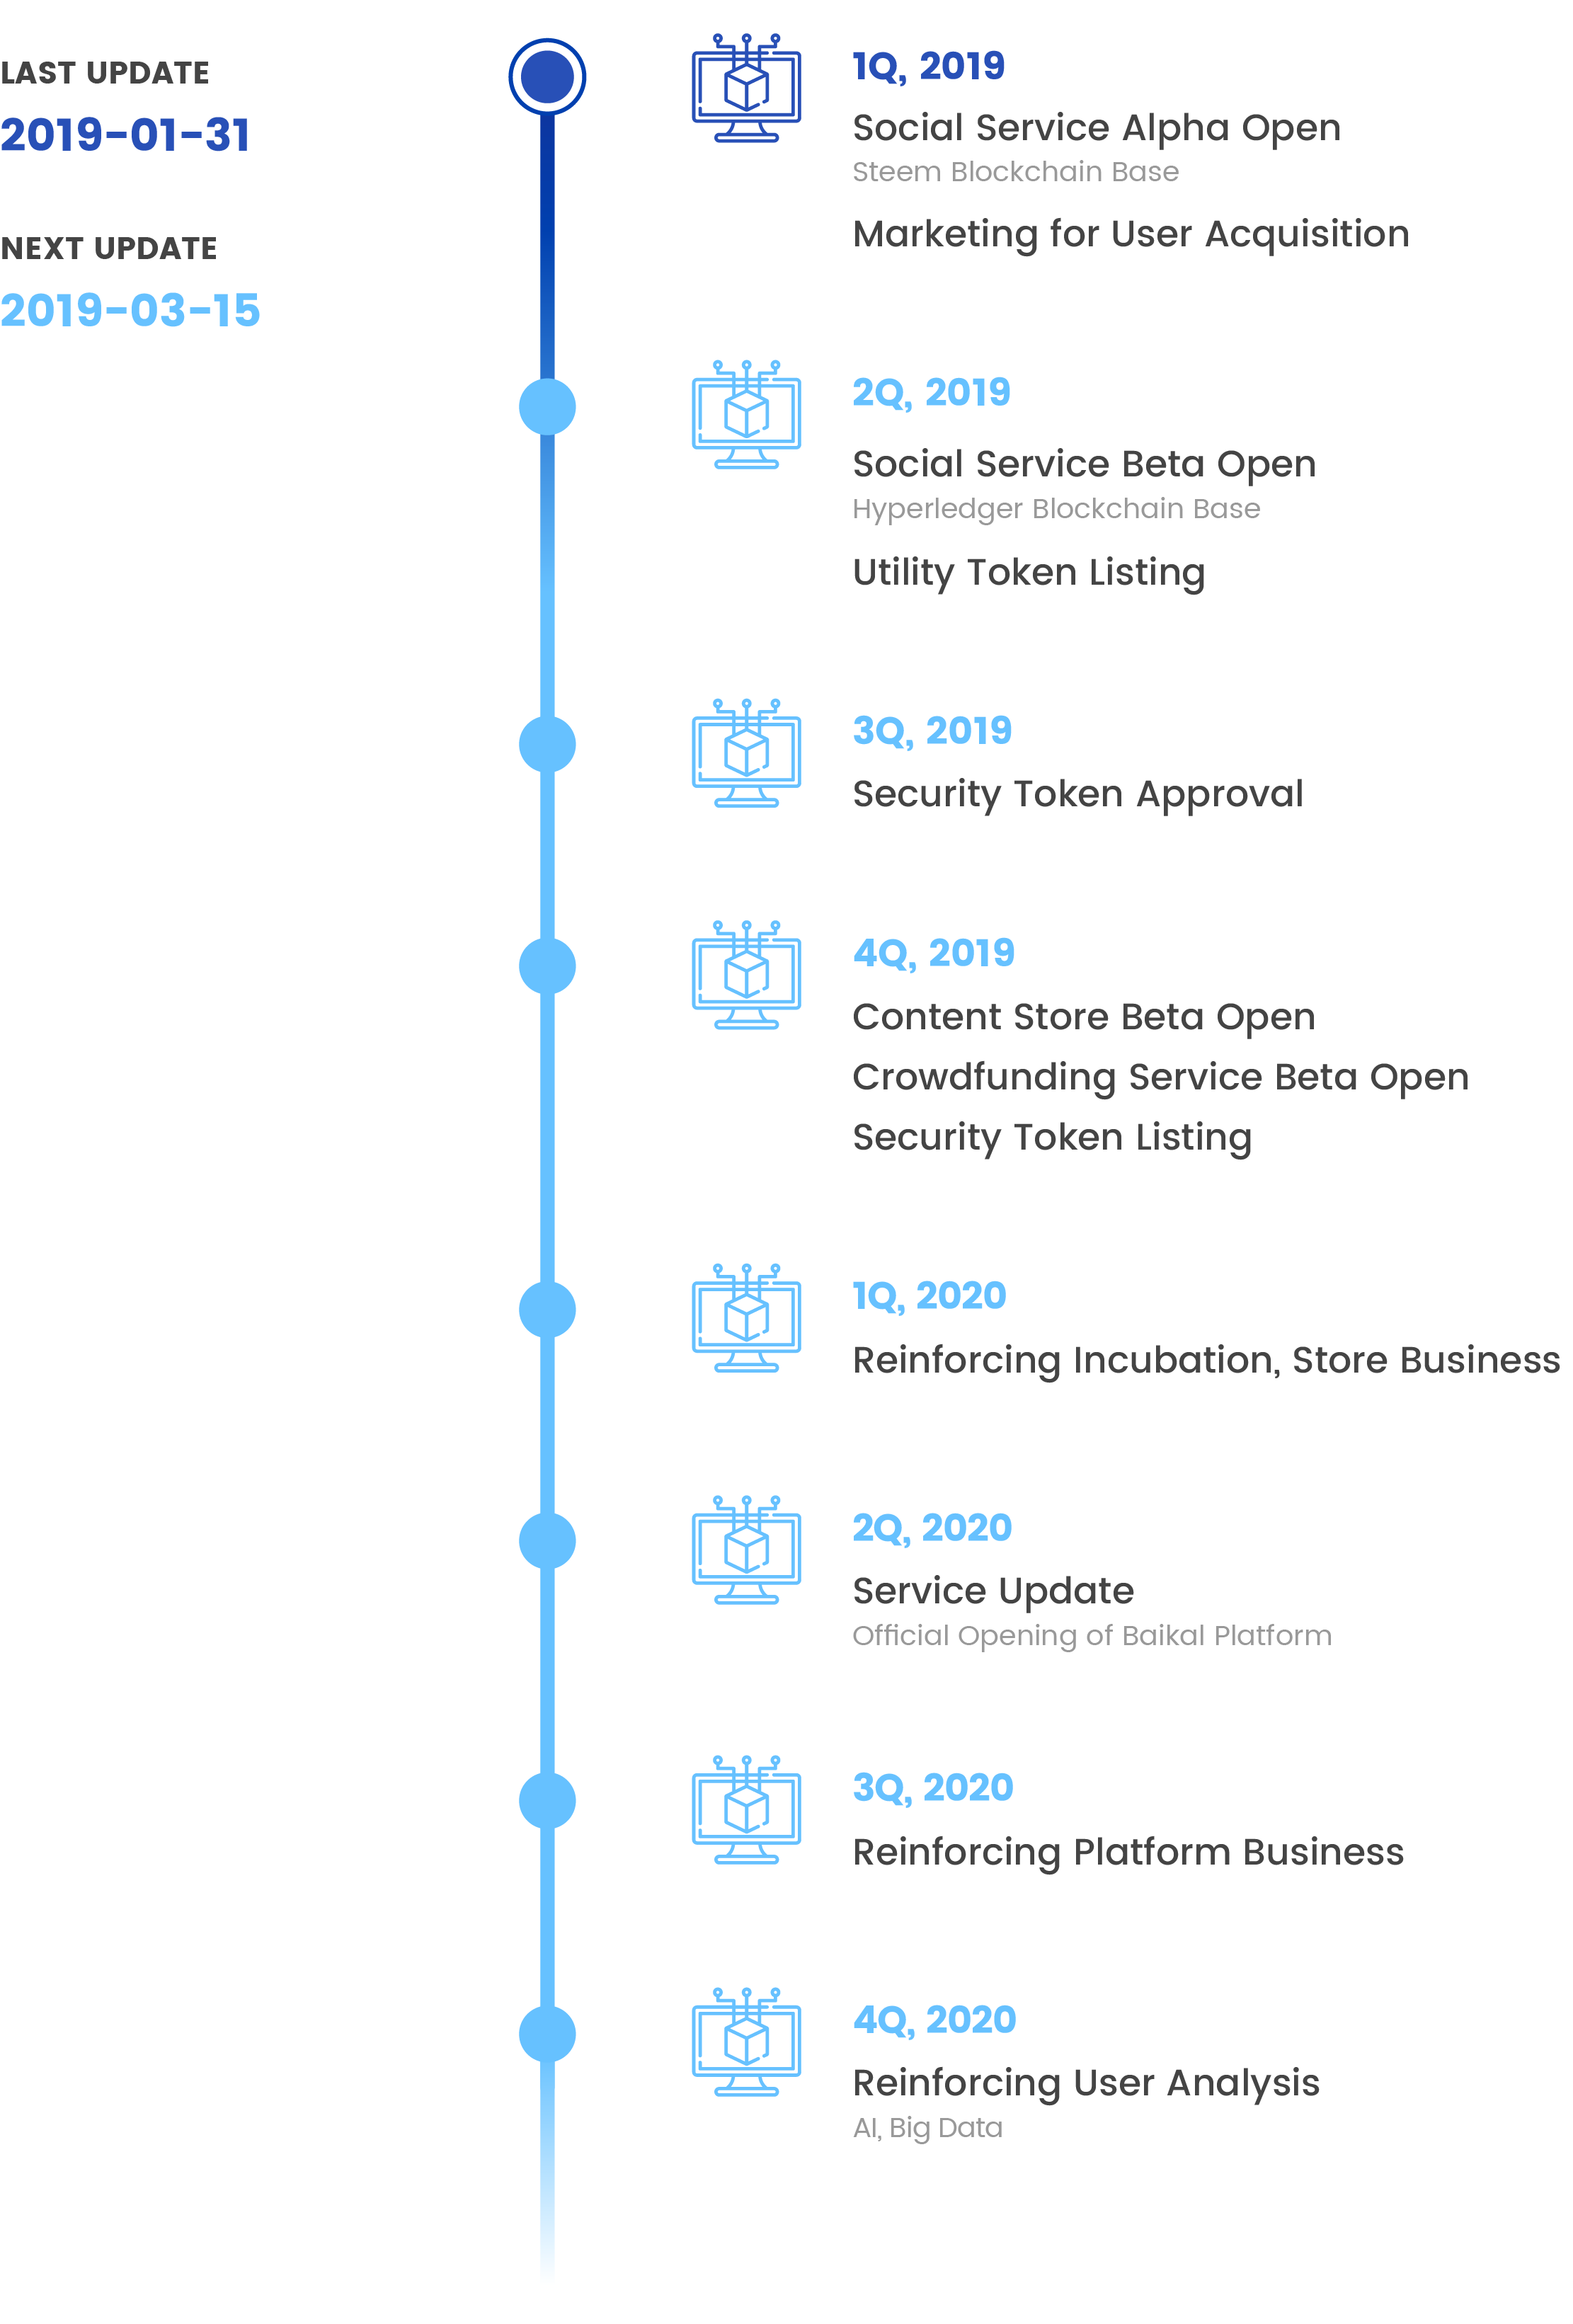 LAST UPDATE
2019-01-31
NEXT UPDATE
2019-03-15
1Q, 2019
Social Service Alpha Open
Steem Blockchain Base
Marketing for User Acquisition
2Q, 2019
Social Service Beta Open
Hyperledger Blockchain Base
Utility Token Listing
3Q, 2019
Security Token Approval
4Q, 2019
Content Store Beta Open
Crowdfunding Service Beta Open
Security Token Listing
1Q, 2020
Reinforcing Incubation, Store Business
2Q, 2020
Service Update
Official Opening of Baikal Platform
3Q, 2020
Reinforcing Platform Business
4Q, 2020
Reinforcing User Analysis
AI, Big Data